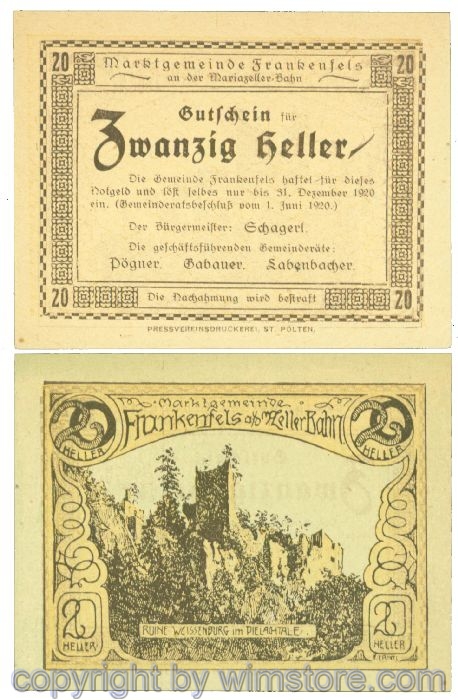 20 Marktgemeinde Frankenfels 20
an der Mariazeller-Bahn
Gutschein für
Zwanzig Heller
Die Gemeinde Frankenfels haftet für dieses
Notgeld und löst selbes nur bis 31. Dezember 1920
ein. (Gemeinderatsbeschluß vom 1. Juni 1920.)
Der Bürgermeister: Schagerl.
Die geschäftsführenden Gemeinderäte:
Pögner. Gabauer. Labenbacher.
20 Die Nachahmung wird bestraft 20
PRESSVEREINSDRUCKEREI, ST. PÖLTEN.
Marktgemeinde
20 Frankenfels a/d M.Zeller Bahn 20
HELLER HELLER
RUINE WEISSENBURG im PIELACHTALE.
20 20
HELLER HELLER
copyright by wimstore.com